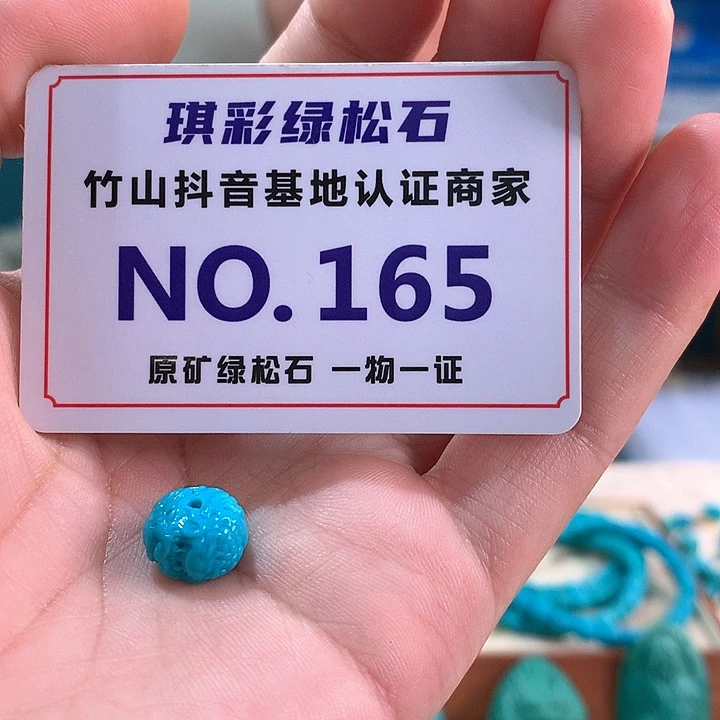 琪彩绿松石
竹山抖音基地认证商家
NO.165
原矿绿松石 一物一证